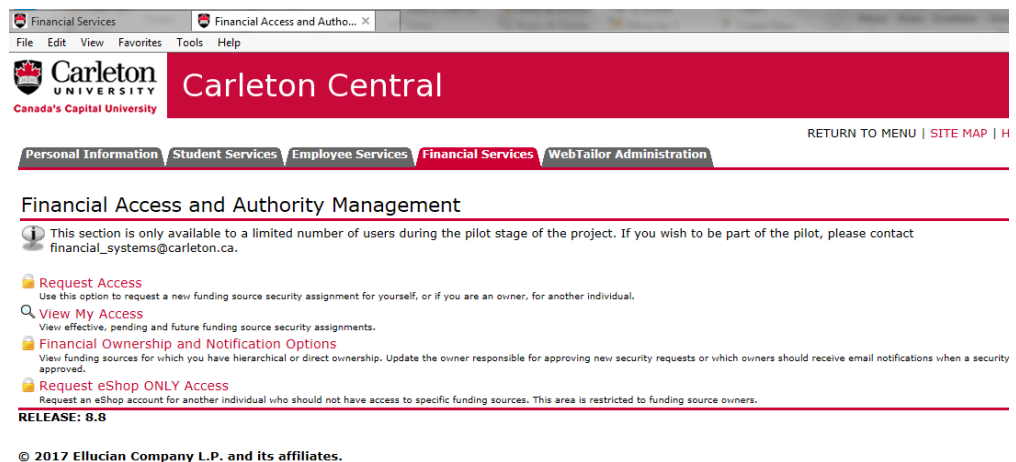 Financial Services
Financial Access and Autho... ×
File Edit View Favorites Tools Help
Carleton
UNIVERSITY
Canada's Capital University
Carleton Central
RETURN TO MENU | SITE MAP | H
Personal Information Student Services Employee Services Financial Services WebTailor Administration
Financial Access and Authority Management
This section is only available to a limited number of users during the pilot stage of the project. If you wish to be part of the pilot, please contact
financial_systems@carleton.ca.
Request Access
Use this option to request a new funding source security assignment for yourself, or if you are an owner, for another individual.
View My Access
View effective, pending and future funding source security assignments.
Financial Ownership and Notification Options
View funding sources for which you have hierarchical or direct ownership. Update the owner responsible for approving new security requests or which owners should receive email notifications when a security
approved.
Request eShop ONLY Access
Request an eShop account for another individual who should not have access to specific funding sources. This area is restricted to funding source owners.
RELEASE: 8.8
© 2017 Ellucian Company L.P. and its affiliates.